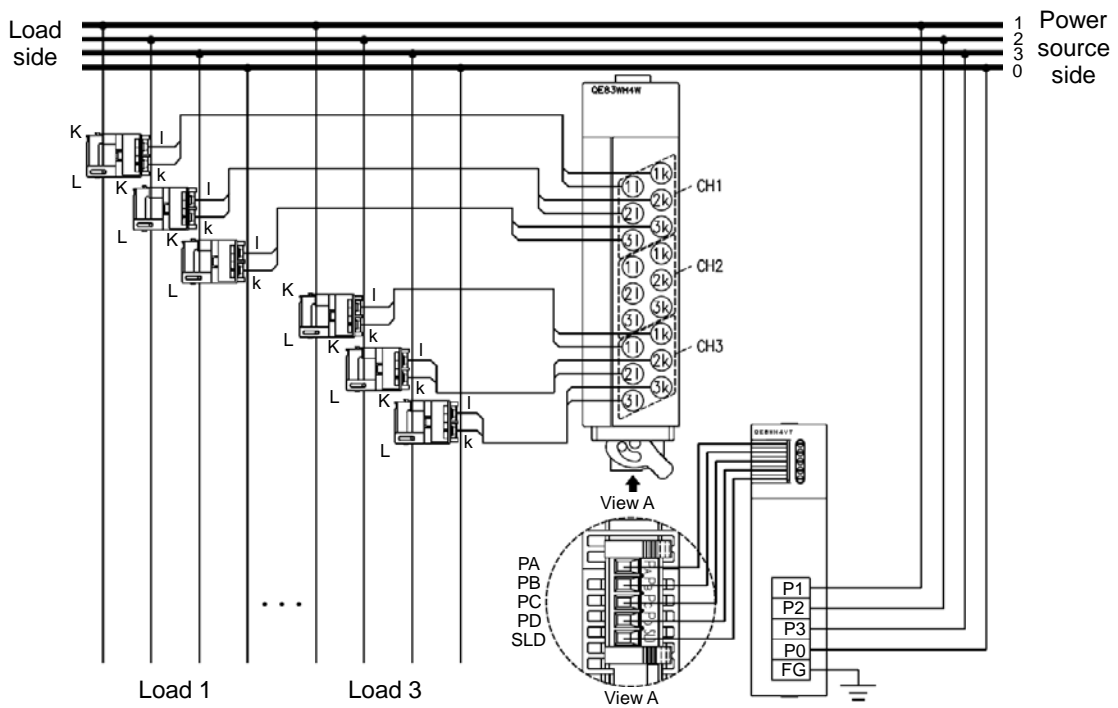 Load
side
1
2
3
0
Power
source
side
QE83WH4W
K
L
l
k
K
L
l
k
K
L
l
k
1k
1l
2k
2l
3k
3l
CH1
1k
1l
2k
2l
3k
3l
CH2
K
L
l
k
K
L
l
k
K
L
l
k
1k
1l
2k
2l
3k
3l
CH3
QE8WH4VT
View A
PA
PB
PC
PD
SLD
View A
P1
P2
P3
P0
FG
. . .
Load 1
Load 3